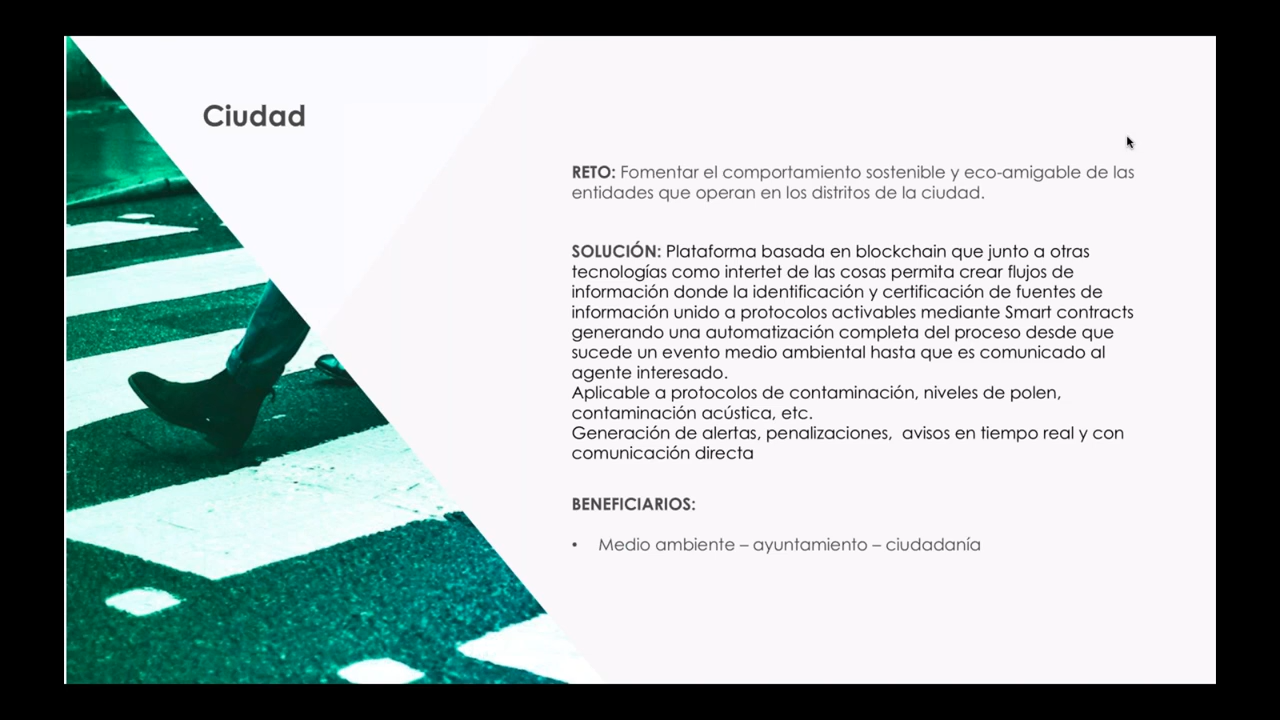 Ciudad
RETO: Fomentar el comportamiento sostenible y eco-amigable de las
entidades que operan en los distritos de la ciudad.
SOLUCIÓN: Plataforma basada en blockchain que junto a otras
tecnologías como intertet de las cosas permita crear flujos de
información donde la identificación y certificación de fuentes de
información unido a protocolos activables mediante Smart contracts
generando una automatización completa del proceso desde que
sucede un evento medio ambiental hasta que es comunicado al
agente interesado.
Aplicable a protocolos de contaminación, niveles de polen,
contaminación acústica, etc.
Generación de alertas, penalizaciones,  avisos en tiempo real y con
comunicación directa
BENEFICIARIOS:
• Medio ambiente – ayuntamiento – ciudadanía